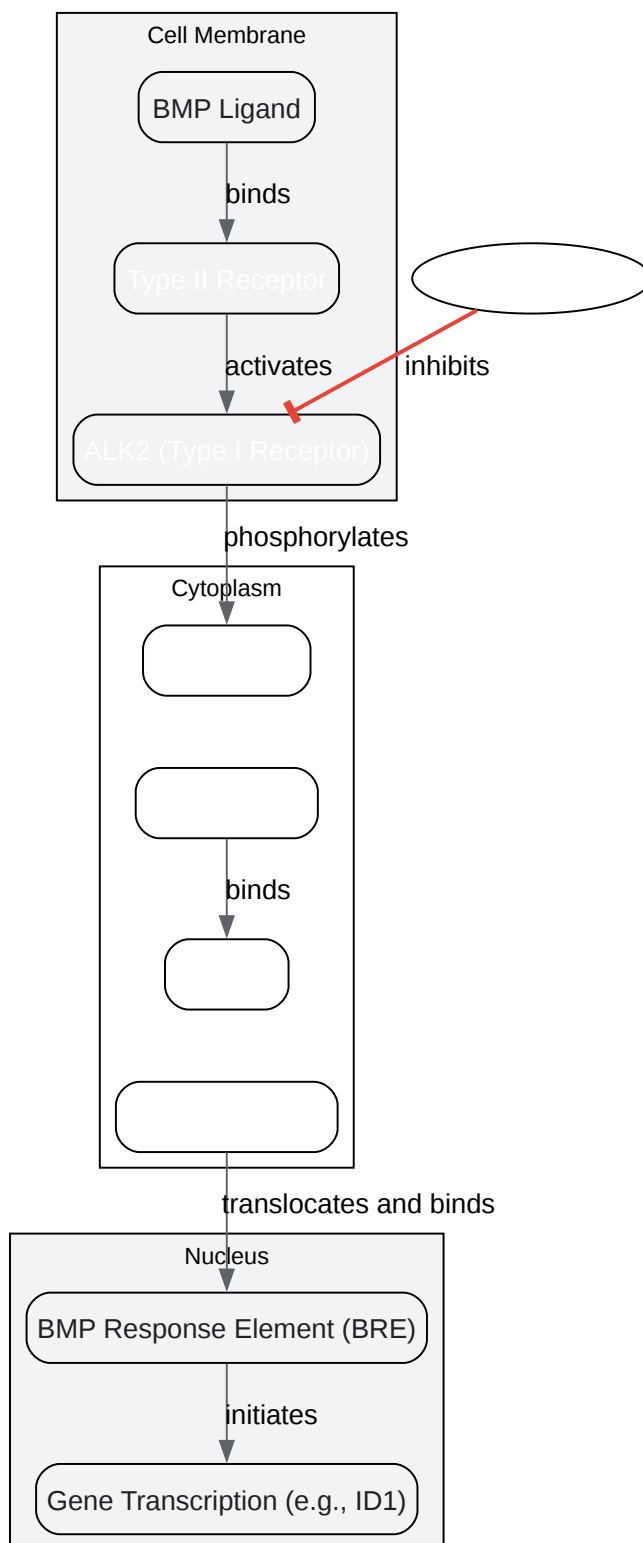 Cell Membrane
BMP Ligand
binds
Type II Receptor
activates
inhibits
ALK2 (Type I Receptor)
phosphorylates
Cytoplasm
binds
translocates and binds
Nucleus
BMP Response Element (BRE)
initiates
Gene Transcription (e.g., ID1)